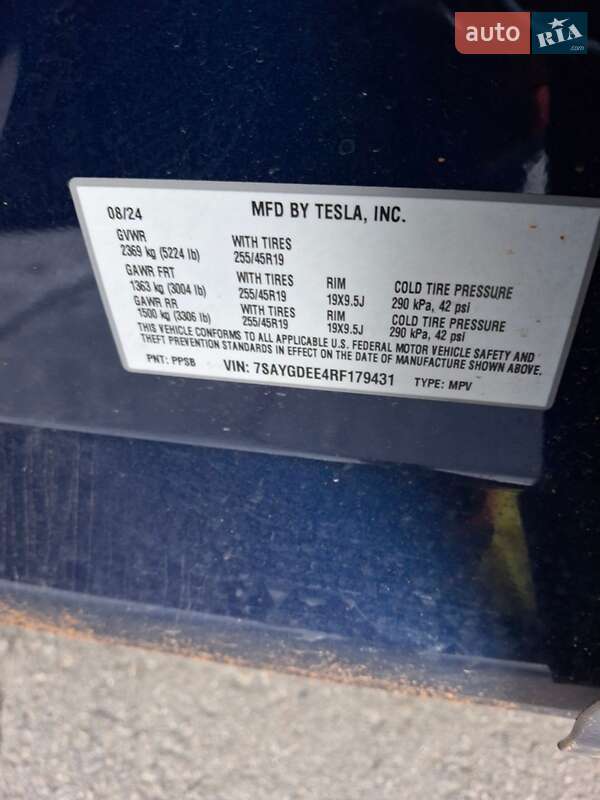 auto RIA.com
08/24 MFD BY TESLA, INC.
GVWR
2369 kg (5224 lb) WITH TIRES 255/45R19
GAWR FRT
1363 kg (3004 lb) WITH TIRES 255/45R19 RIM 19X9.5J COLD TIRE PRESSURE 290 kPa, 42 psi
GAWR RR
1500 kg (3306 lb) WITH TIRES 255/45R19 RIM 19X9.5J COLD TIRE PRESSURE 290 kPa, 42 psi
THIS VEHICLE CONFORMS TO ALL APPLICABLE U.S. FEDERAL MOTOR VEHICLE SAFETY AND
THEFT PREVENTION STANDARDS IN EFFECT ON THE DATE OF MANUFACTURE SHOWN ABOVE.
PNT: PPSB VIN: 7SAYGDEE4RF179431 TYPE: MPV